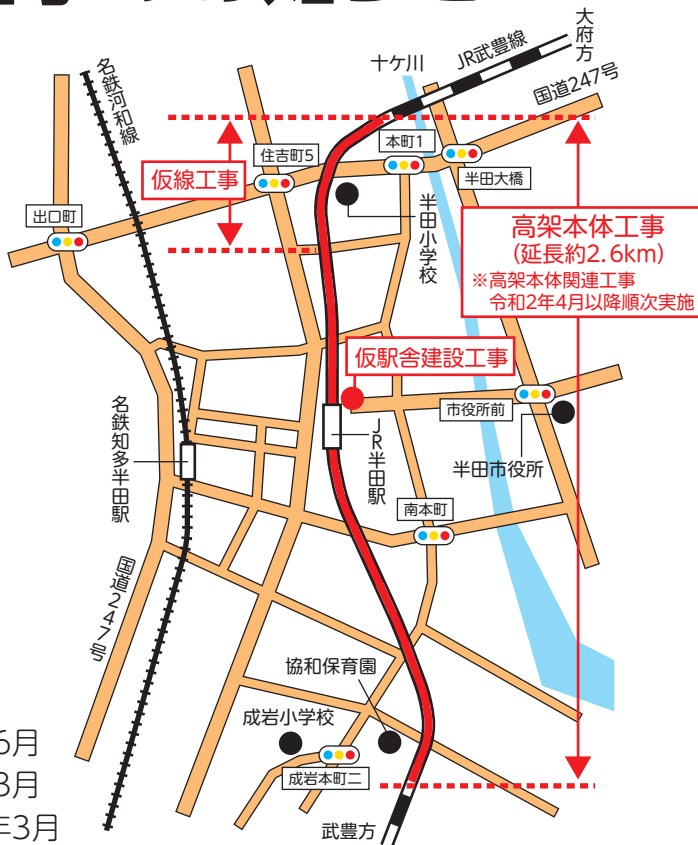 大府方
JR武豊線
十ケ川
国道247号
名鉄河和線
本町1
住吉町5
半田大橋
仮線工事
出口町
半田小学校
高架本体工事
(延長約2.6km)
※高架本体関連工事
令和2年4月以降順次実施
仮駅舎建設工事
市役所前
JR半田駅
半田市役所
名鉄知多半田駅
南本町
国道247号
協和保育園
成岩小学校
成岩本町二
武豊方
6月
3月
年3月